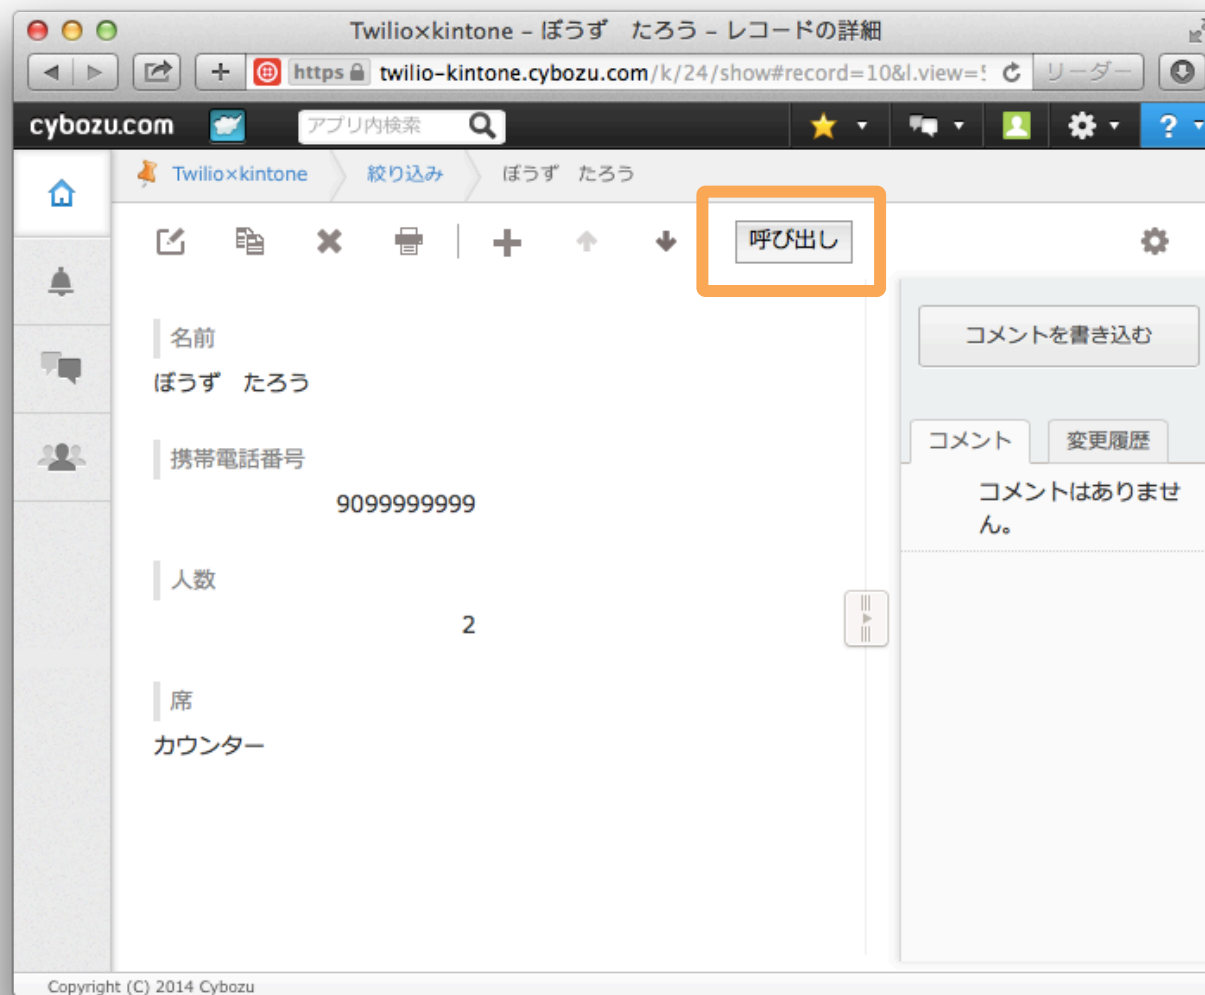 Twilio×kintone – ぼうず　たろう – レコードの詳細
https twilio-kintone.cybozu.com/k/24/show#record=10&l.view=5 リーダー
cybozu.com アプリ内検索 ?
Twilio×kintone 絞り込み ぼうず　たろう
呼び出し
名前
ぼうず　たろう
携帯電話番号
9099999999
人数
2
席
カウンター
コメントを書き込む
コメント 変更履歴
コメントはありませ
ん。
Copyright (C) 2014 Cybozu